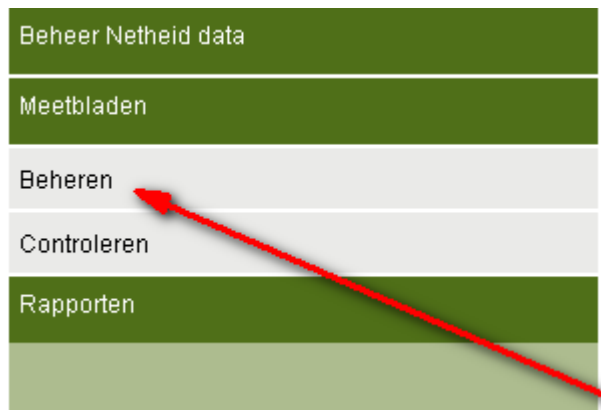 Beheer Netheid data
Meetbladen
Beheren
Controleren
Rapporten